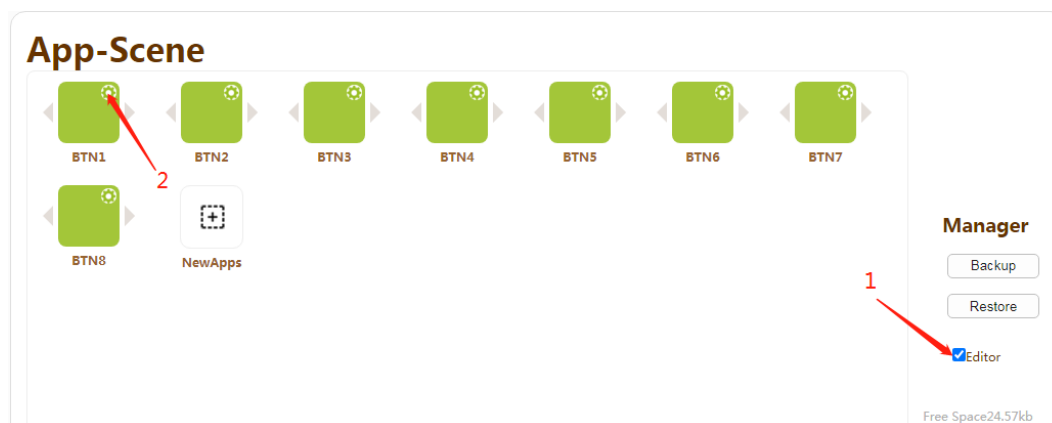 App-Scene
BTN1 BTN2 BTN3 BTN4 BTN5 BTN6 BTN7
2
BTN8 NewApps
Manager
Backup
1
Restore
Editor
Free Space24.57kb